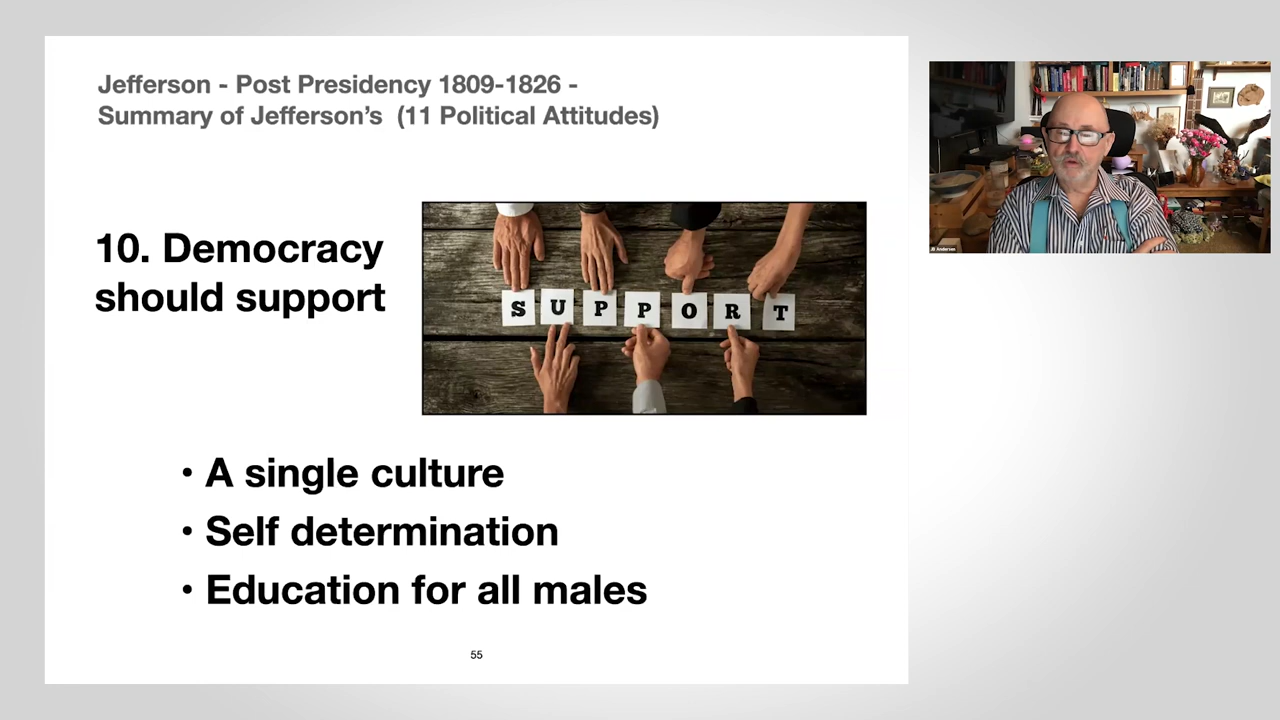 Jefferson - Post Presidency 1809-1826 -
Summary of Jefferson's  (11 Political Attitudes)
10. Democracy
should support
SUPPORT
• A single culture
• Self determination
• Education for all males
55